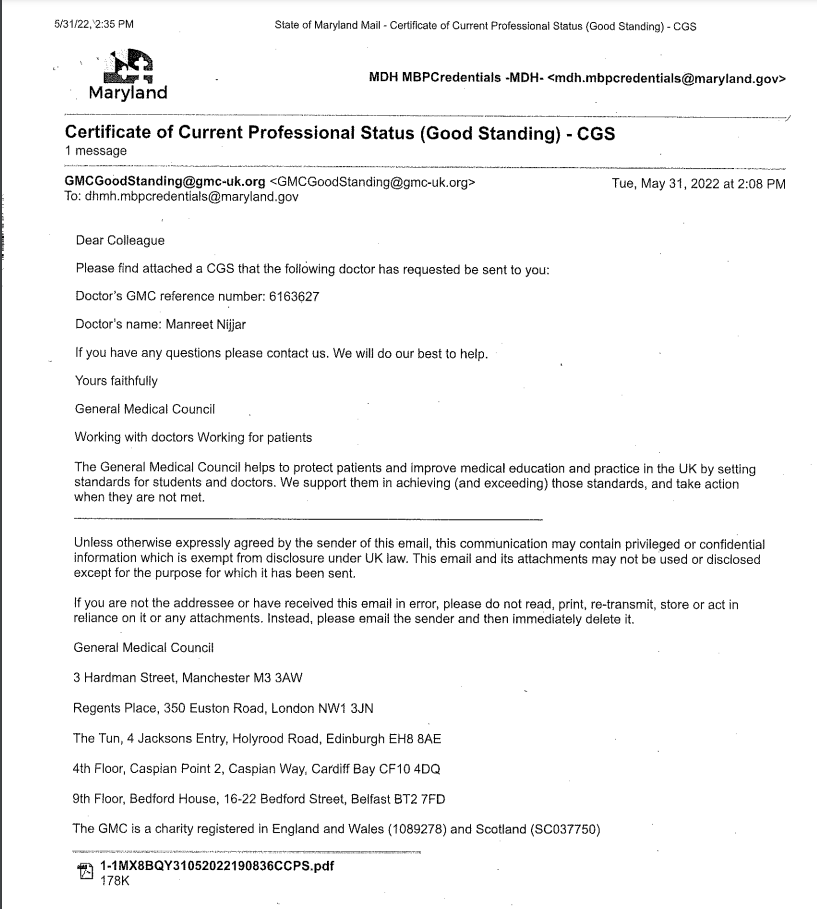 5/31/22, 2:35 PM State of Maryland Mail - Certificate of Current Professional Status (Good Standing) - CGS
Maryland
MDH MBPCredentials -MDH- <mdh.mbpcredentials@maryland.gov>
Certificate of Current Professional Status (Good Standing) - CGS
1 message
GMCGoodStanding@gmc-uk.org <GMCGoodStanding@gmc-uk.org> Tue, May 31, 2022 at 2:08 PM
To: dhmh.mbpcredentials@maryland.gov
Dear Colleague
Please find attached a CGS that the following doctor has requested be sent to you:
Doctor's GMC reference number: 6163627
Doctor's name: Manreet Nijjar
If you have any questions please contact us. We will do our best to help.
Yours faithfully
General Medical Council
Working with doctors Working for patients
The General Medical Council helps to protect patients and improve medical education and practice in the UK by setting
standards for students and doctors. We support them in achieving (and exceeding) those standards, and take action
when they are not met.
Unless otherwise expressly agreed by the sender of this email, this communication may contain privileged or confidential
information which is exempt from disclosure under UK law. This email and its attachments may not be used or disclosed
except for the purpose for which it has been sent.
If you are not the addressee or have received this email in error, please do not read, print, re-transmit, store or act in
reliance on it or any attachments. Instead, please email the sender and then immediately delete it.
General Medical Council
3 Hardman Street, Manchester M3 3AW
Regents Place, 350 Euston Road, London NW1 3JN
The Tun, 4 Jacksons Entry, Holyrood Road, Edinburgh EH8 8AE
4th Floor, Caspian Point 2, Caspian Way, Cardiff Bay CF10 4DQ
9th Floor, Bedford House, 16-22 Bedford Street, Belfast BT2 7FD
The GMC is a charity registered in England and Wales (1089278) and Scotland (SC037750)
1-1MX8BQY31052022190836CCPS.pdf
178K